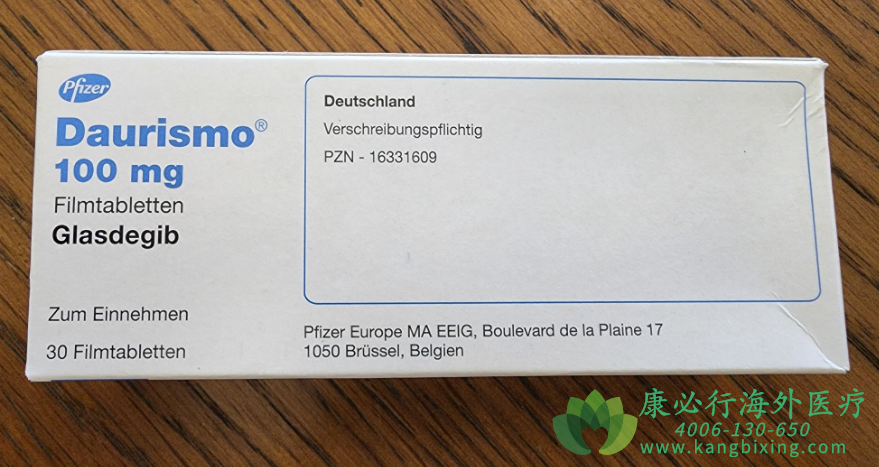 Pfizer
Daurismo®
100 mg
Filmtabletten
Glasdegib
Zum Einnehmen
30 Filmtabletten
Deutschland
Verschreibungspflichtig
PZN - 16331609
Pfizer Europe MA EEIG, Boulevard de la Plaine 17
1050 Brüssel, Belgien
康必行海外医疗
4006-130-650
www.kangbixing.com